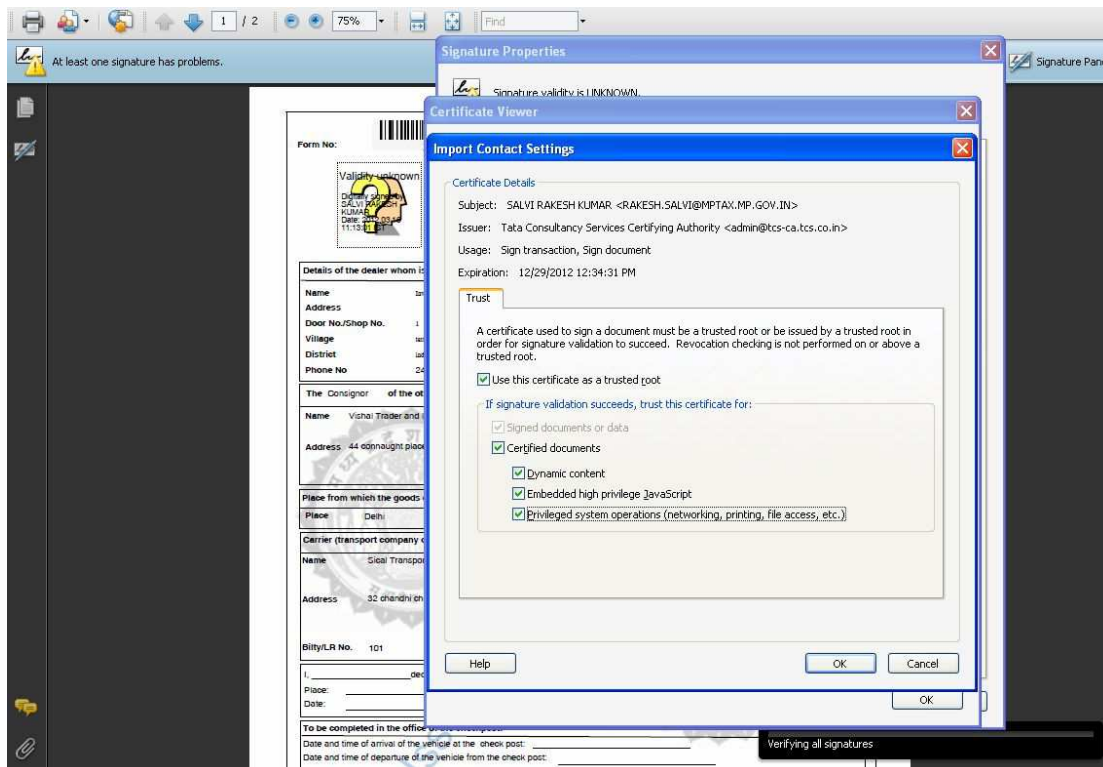 1 / 2
75%
Find
At least one signature has problems.
Signature Pan
Signature Properties
Signature validity is UNKNOWN.
Certificate Viewer
Import Contact Settings
Certificate Details
Subject: SALVI RAKESH KUMAR <RAKESH.SALVI@MPTAX.MP.GOV.IN>
Issuer: Tata Consultancy Services Certifying Authority <admin@tcs-ca.tcs.co.in>
Usage: Sign transaction, Sign document
Expiration: 12/29/2012 12:34:31 PM
Trust
A certificate used to sign a document must be a trusted root or be issued by a trusted root in
order for signature validation to succeed. Revocation checking is not performed on or above a
trusted root.
Use this certificate as a trusted root
If signature validation succeeds, trust this certificate for:
Signed documents or data
Certified documents
Dynamic content
Embedded high privilege JavaScript
Privileged system operations (networking, printing, file access, etc.)
Help
OK
Cancel
OK
Verifying all signatures
Form No:
Validity unknown
Digitally signed by
SALVI RAKESH
KUMAR
Details of the dealer whom is
Name
Address
Door No./Shop No. 1
Village
District
Phone No 24
The Consignor of the ot
Name Vishal Trader and
Address 44 connaught place
Place from which the goods
Place Delhi
Carrier (transport company
Name Sical Transpo
Address 32 chandni ch
Bilty/LR No. 101
I, dec
Place:
Date:
To be completed in the office
Date and time of arrival of the vehicle at the check post:
Date and time of departure of the vehicle from the check post: